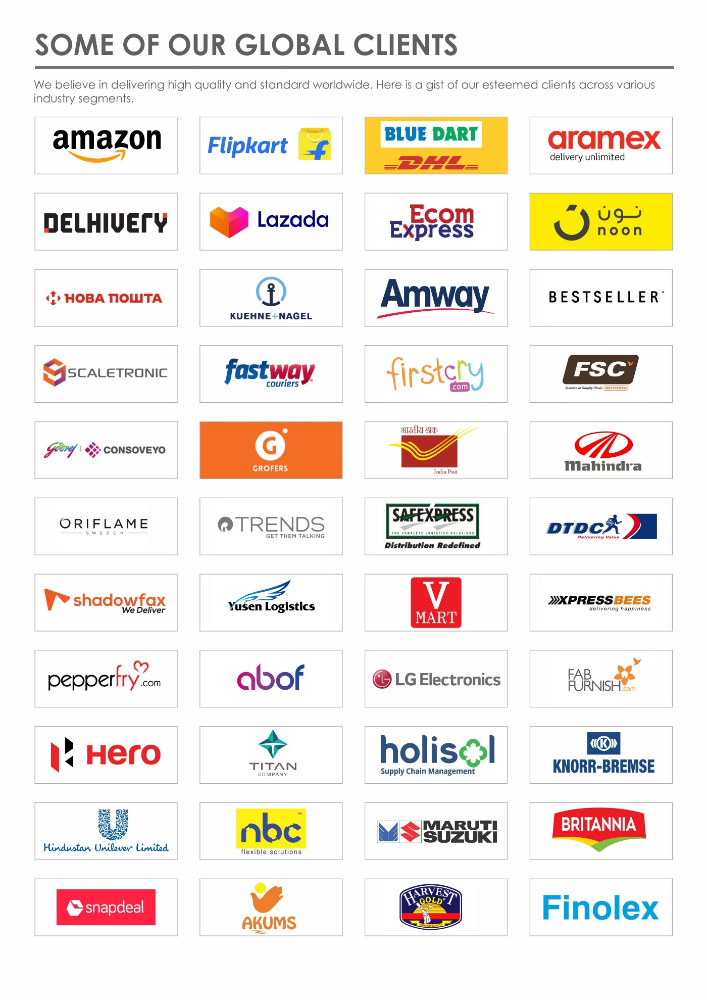 SOME OF OUR GLOBAL CLIENTS
We believe in delivering high quality and standard worldwide. Here is a gist of our esteemed clients across various
industry segments.
amazon
Flipkart
BLUE DART
DHL
aramex
delivery unlimited
DELHIVERY
Lazada
Ecom
Express
نون
noon
НОВА ПОШТА
KUEHNE+NAGEL
Amway
BESTSELLER
SCALETRONIC
fastway
couriers
firstcry
.com
FSC
Science of Supply Chain. DELIVERED
Godrej | CONSOVEYO
G
GROFERS
भारतीय डाक
India Post
Mahindra
ORIFLAME
SWEDEN
TRENDS
GET THEM TALKING
SAFEXPRESS
THE COMPLETE LOGISTICS SOLUTIONS
Distribution Redefined
DTDC
Delivering Value
shadowfax
We Deliver
Yusen Logistics
V
MART
XPRESSBEES
delivering happiness
pepperfry.com
abof
LG Electronics
FAB
FURNISH.com
Hero
TITAN
COMPANY
holisol
Supply Chain Management
K
KNORR-BREMSE
Hindustan Unilever Limited
nbc™
flexible solutions
MARUTI
SUZUKI
BRITANNIA
snapdeal
AKUMS
HARVEST
GOLD®
PREMIUM QUALITY
Finolex